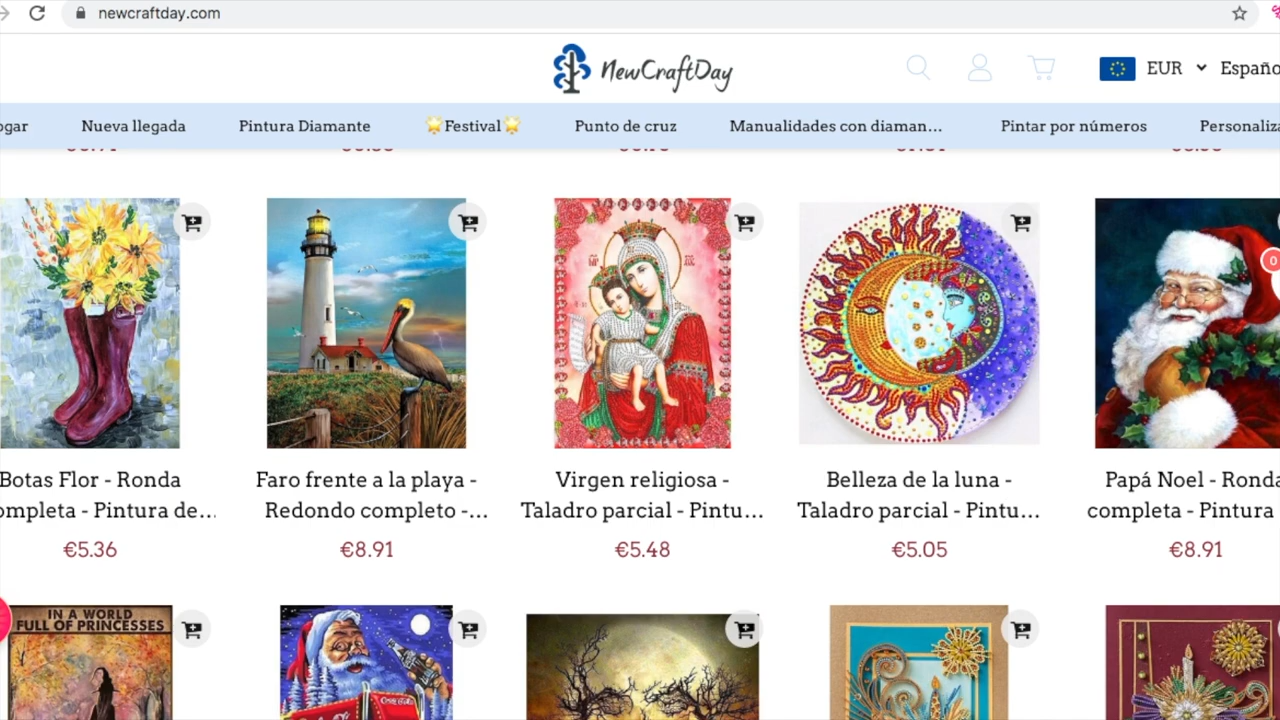 newcraftday.com
NewCraftDay
EUR
Españo
ogar
Nueva llegada
Pintura Diamante
Festival
Punto de cruz
Manualidades con diaman...
Pintar por números
Personaliza
0
Botas Flor - Ronda
ompleta - Pintura de...
€5.36
Faro frente a la playa -
Redondo completo -...
€8.91
Virgen religiosa -
Taladro parcial - Pintu...
€5.48
Belleza de la luna -
Taladro parcial - Pintu...
€5.05
Papá Noel - Ronda
completa - Pintura
€8.91
IN A WORLD
FULL OF PRINCESSES